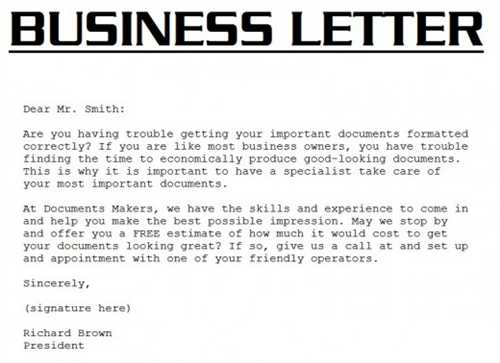 BUSINESS LETTER
Dear Mr. Smith:
Are you having trouble getting your important documents formatted
correctly? If you are like most business owners, you have trouble
finding the time to economically produce good-looking documents.
This is why it is important to have a specialist take care of
your most important documents.
At Documents Makers, we have the skills and experience to come in
and help you make the best possible impression. May we stop by
and offer you a FREE estimate of how much it would cost to get
your documents looking great? If so, give us a call at and set up
and appointment with one of your friendly operators.
Sincerely,
(signature here)
Richard Brown
President